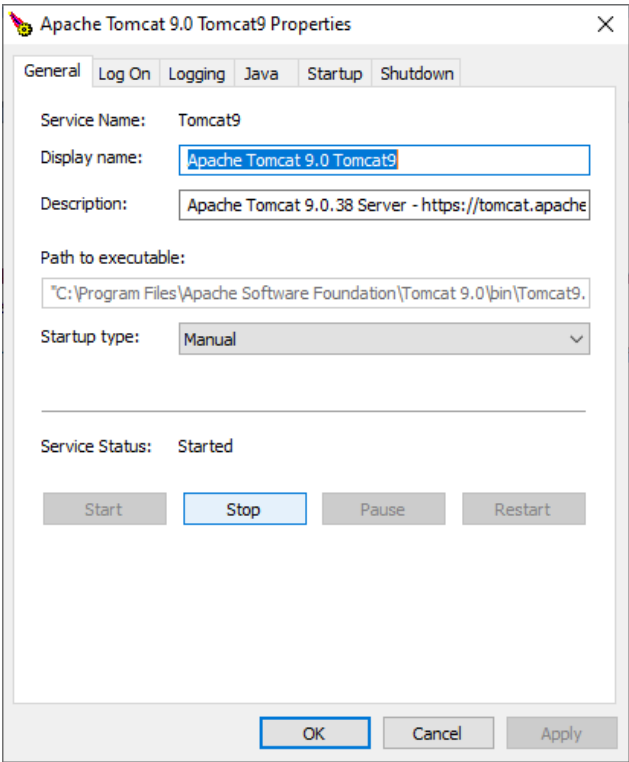 Apache Tomcat 9.0 Tomcat9 Properties
General Log On Logging Java Startup Shutdown
Service Name: Tomcat9
Display name: Apache Tomcat 9.0 Tomcat9
Description: Apache Tomcat 9.0.38 Server - https://tomcat.apache
Path to executable:
"C:\Program Files\Apache Software Foundation\Tomcat 9.0\bin\Tomcat9.
Startup type: Manual
Service Status: Started
Start Stop Pause Restart
OK Cancel Apply